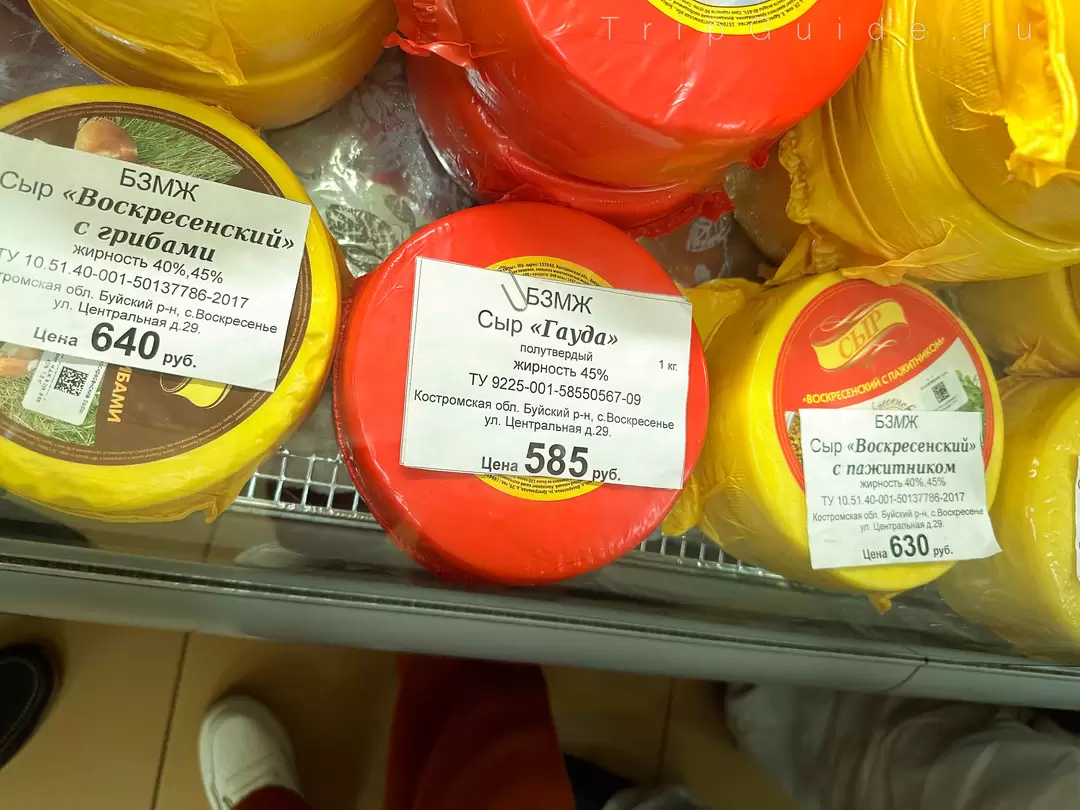 TripGuide.ru
БЗМЖ
Сыр «Воскресенский»
с грибами
жирность 40%,45%
ТУ 10.51.40-001-50137786-2017
тромская обл. Буйский р-н, с.Воскресенье
ул. Центральная д.29.
Цена 640 руб.
БАМИ
БЗМЖ
Сыр «Гауда»
полутвердый
1 кг.
жирность 45%
ТУ 9225-001-58550567-09
Костромская обл. Буйский р-н, с.Воскресенье
ул. Центральная д.29.
Цена 585 руб.
СЫР
«ВОСКРЕСЕНСКИЙ С ПАЖИТНИКОМ»
БЗМЖ
Сыр «Воскресенский»
с пажитником
жирность 40%,45%
ТУ 10.51.40-001-50137786-2017
Костромская обл. Буйский р-н, с.Воскресенье
ул. Центральная д.29.
Цена 630 руб.